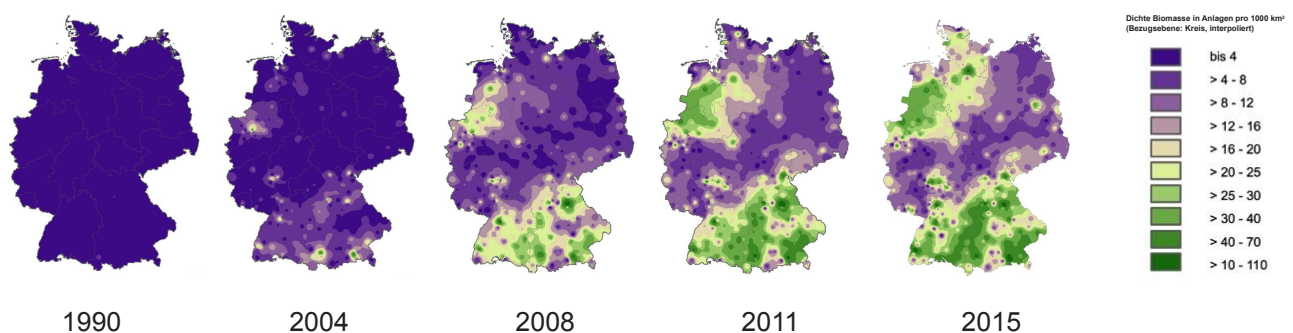 Dichte Biomasse in Anlagen pro 1000 km²
(Bezugsebene: Kreis, interpoliert)
bis 4
> 4 - 8
> 8 - 12
> 12 - 16
> 16 - 20
> 20 - 25
> 25 - 30
> 30 - 40
> 40 - 70
> 10 - 110
1990
2004
2008
2011
2015